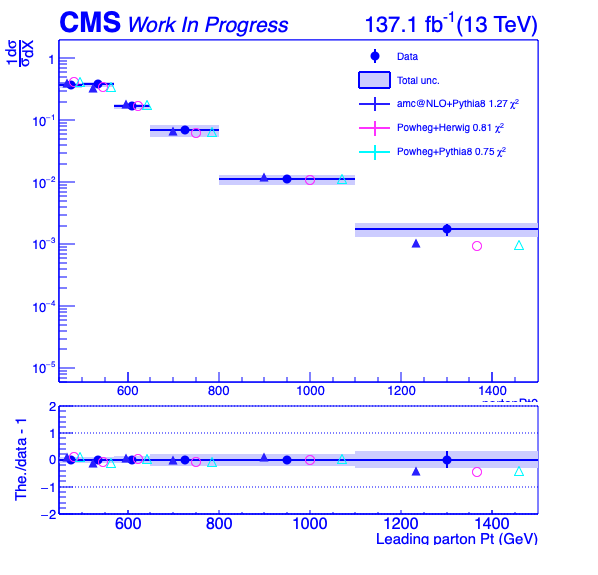 CMS Work In Progress 137.1 fb⁻¹(13 TeV)
1dσ
σdX
Data
Total unc.
amc@NLO+Pythia8 1.27 χ²
Powheg+Herwig 0.81 χ²
Powheg+Pythia8 0.75 χ²
1
10⁻¹
10⁻²
10⁻³
10⁻⁴
10⁻⁵
600 800 1000 1200 1400
The./data - 1
2
1
0
−1
−2
600 800 1000 1200 1400
Leading parton Pt (GeV)